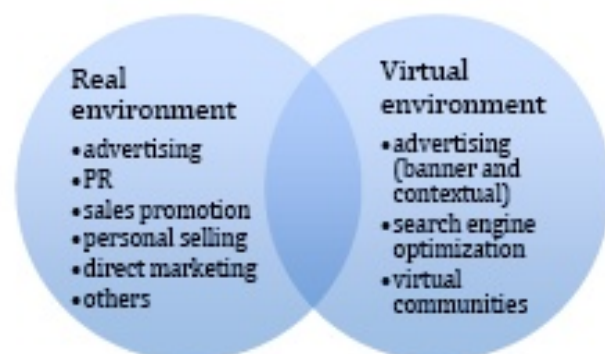 Real
environment
•advertising
•PR
•sales promotion
•personal selling
•direct marketing
•others
Virtual
environment
•advertising
(banner and
contextual)
•search engine
optimization
•virtual
communities